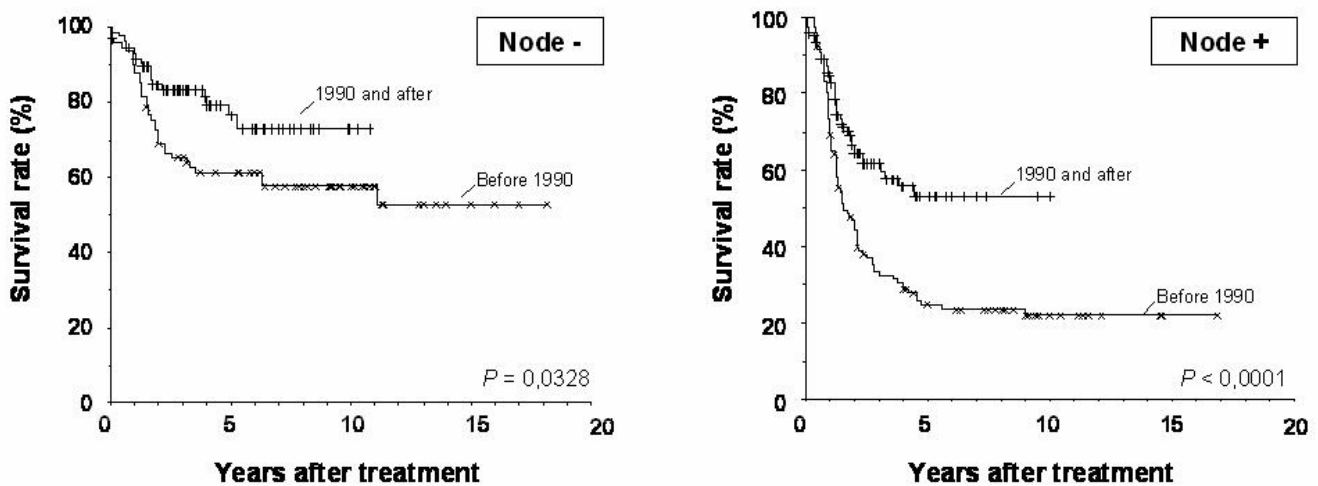 Node -
Survival rate (%)
100
80
60
40
20
0
1990 and after
Before 1990
P = 0,0328
0
5
10
15
20
Years after treatment
Node +
Survival rate (%)
100
80
60
40
20
0
1990 and after
Before 1990
P < 0,0001
0
5
10
15
20
Years after treatment